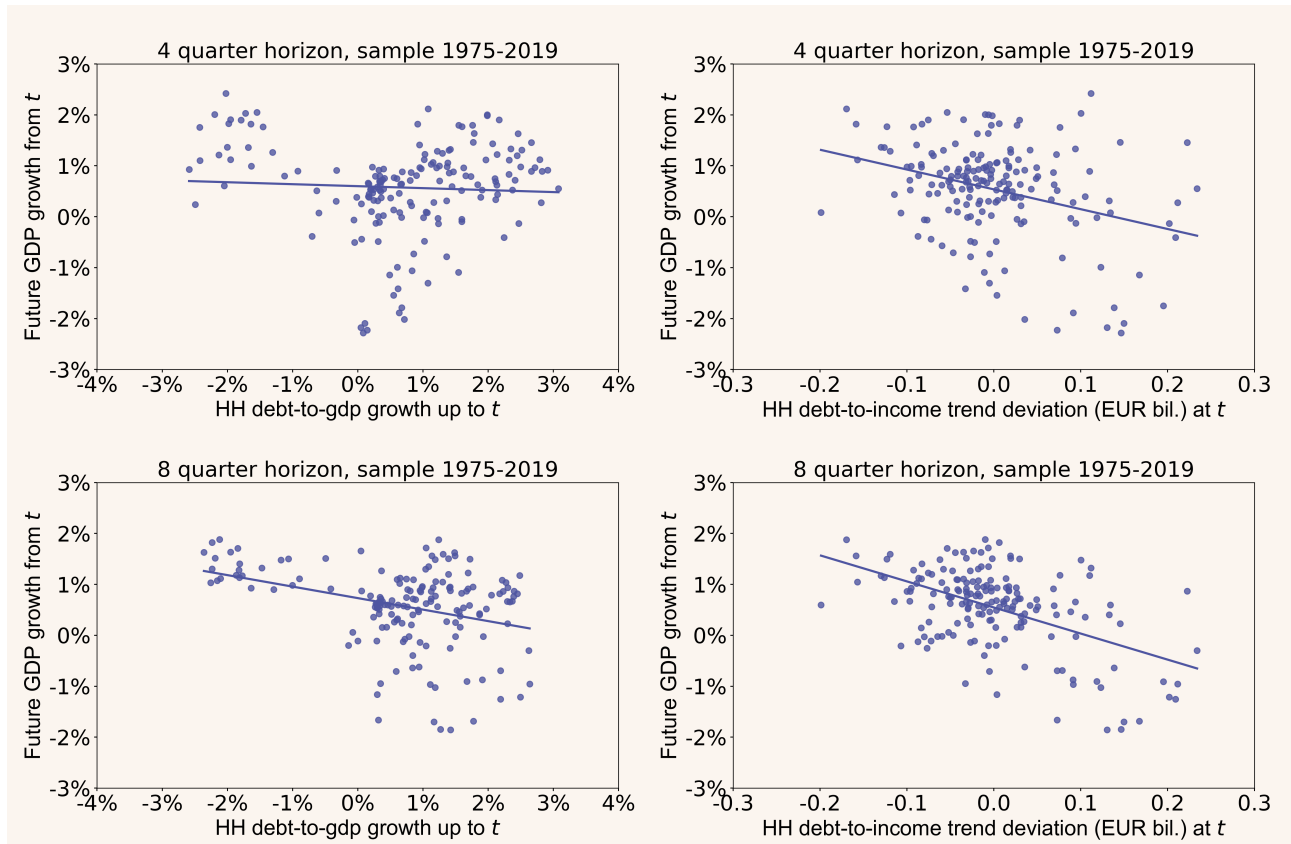 4 quarter horizon, sample 1975-2019
3%
2%
1%
0%
-1%
-2%
-3%
Future GDP growth from t
-4% -3% -2% -1% 0% 1% 2% 3% 4%
HH debt-to-gdp growth up to t
4 quarter horizon, sample 1975-2019
3%
2%
1%
0%
-1%
-2%
-3%
Future GDP growth from t
-0.3 -0.2 -0.1 0.0 0.1 0.2 0.3
HH debt-to-income trend deviation (EUR bil.) at t
8 quarter horizon, sample 1975-2019
3%
2%
1%
0%
-1%
-2%
-3%
Future GDP growth from t
-4% -3% -2% -1% 0% 1% 2% 3% 4%
HH debt-to-gdp growth up to t
8 quarter horizon, sample 1975-2019
3%
2%
1%
0%
-1%
-2%
-3%
Future GDP growth from t
-0.3 -0.2 -0.1 0.0 0.1 0.2 0.3
HH debt-to-income trend deviation (EUR bil.) at t